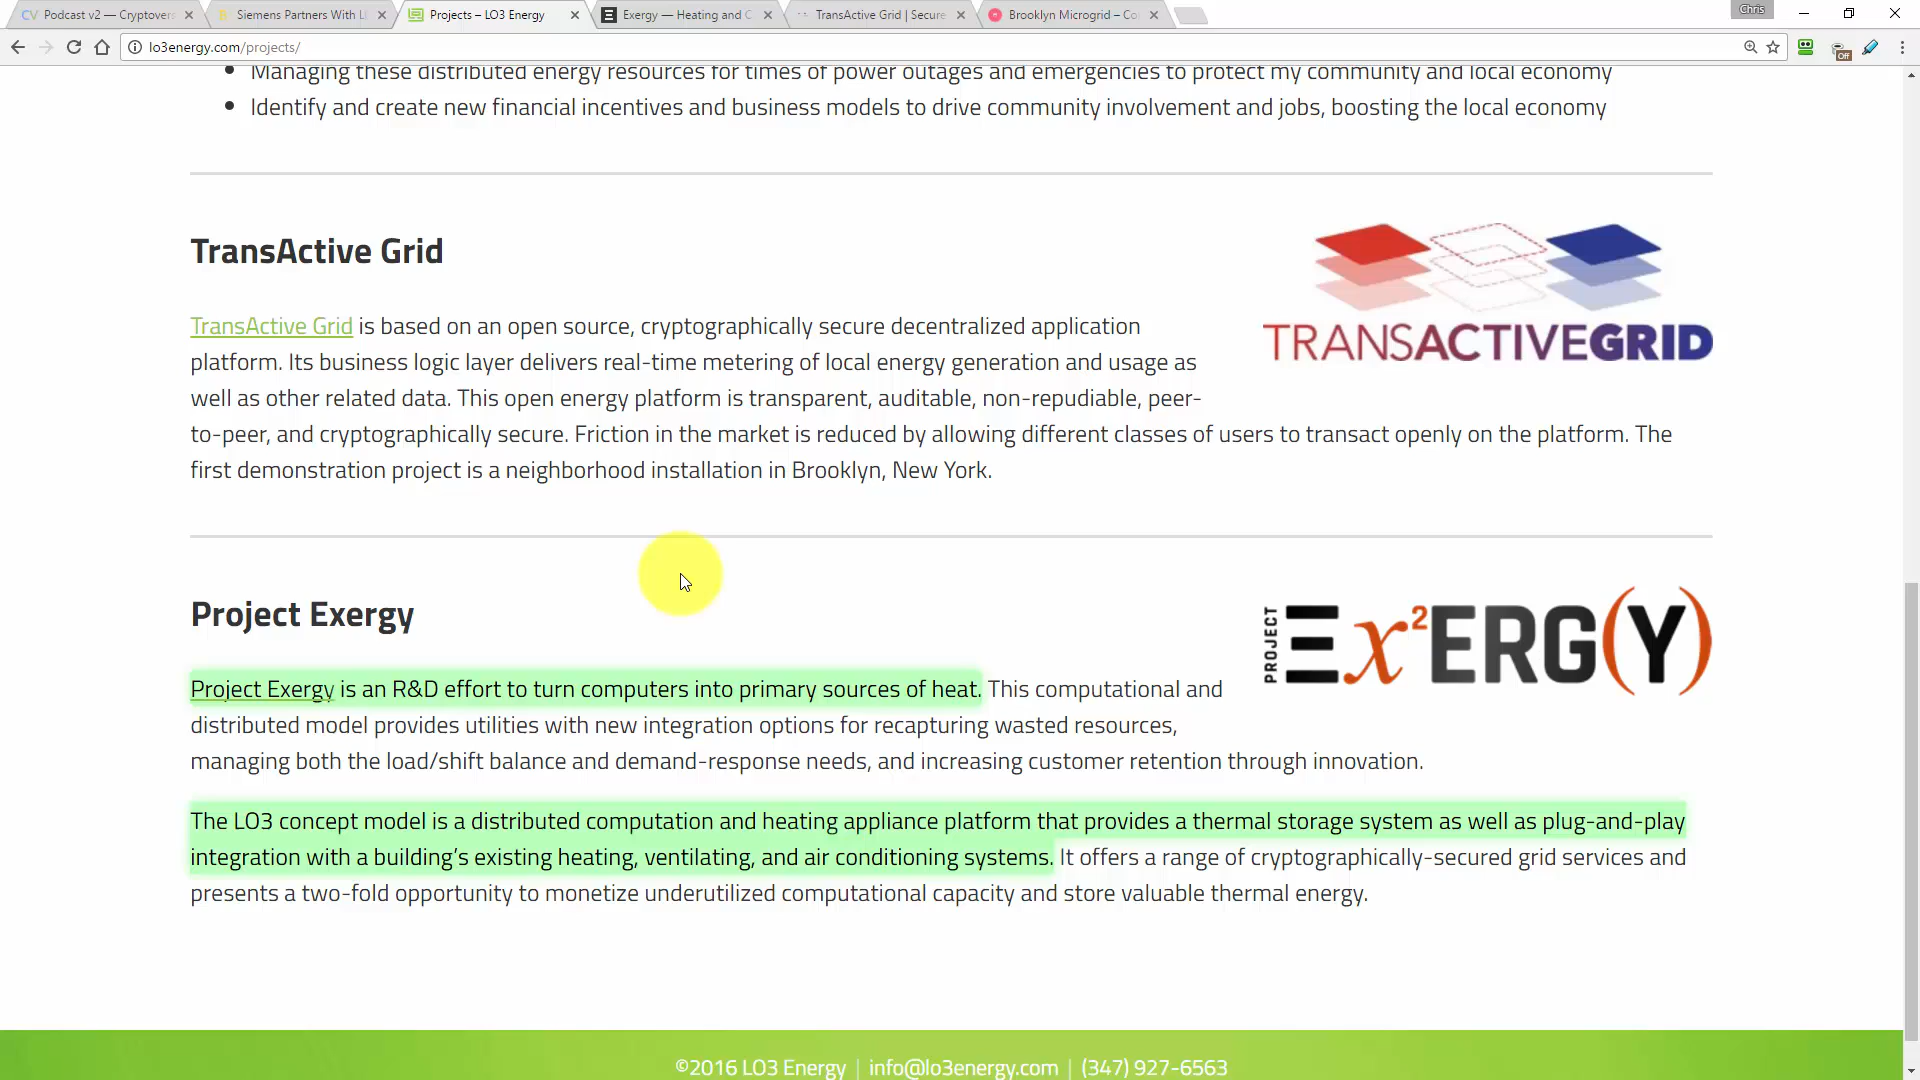 Podcast v2 — Cryptovers
Siemens Partners With L
Projects – LO3 Energy
Exergy — Heating and C
TransActive Grid | Secure
Brooklyn Microgrid – Co
Chris
lo3energy.com/projects/
Off
Managing these distributed energy resources for times of power outages and emergencies to protect my community and local economy
Identify and create new financial incentives and business models to drive community involvement and jobs, boosting the local economy
TransActive Grid
TRANSACTIVEGRID
TransActive Grid is based on an open source, cryptographically secure decentralized application
platform. Its business logic layer delivers real-time metering of local energy generation and usage as
well as other related data. This open energy platform is transparent, auditable, non-repudiable, peer-
to-peer, and cryptographically secure. Friction in the market is reduced by allowing different classes of users to transact openly on the platform. The
first demonstration project is a neighborhood installation in Brooklyn, New York.
Project Exergy
PROJECT Ex²ERG(Y)
Project Exergy is an R&D effort to turn computers into primary sources of heat. This computational and
distributed model provides utilities with new integration options for recapturing wasted resources,
managing both the load/shift balance and demand-response needs, and increasing customer retention through innovation.
The LO3 concept model is a distributed computation and heating appliance platform that provides a thermal storage system as well as plug-and-play
integration with a building's existing heating, ventilating, and air conditioning systems. It offers a range of cryptographically-secured grid services and
presents a two-fold opportunity to monetize underutilized computational capacity and store valuable thermal energy.
©2016 LO3 Energy | info@lo3energy.com | (347) 927-6563